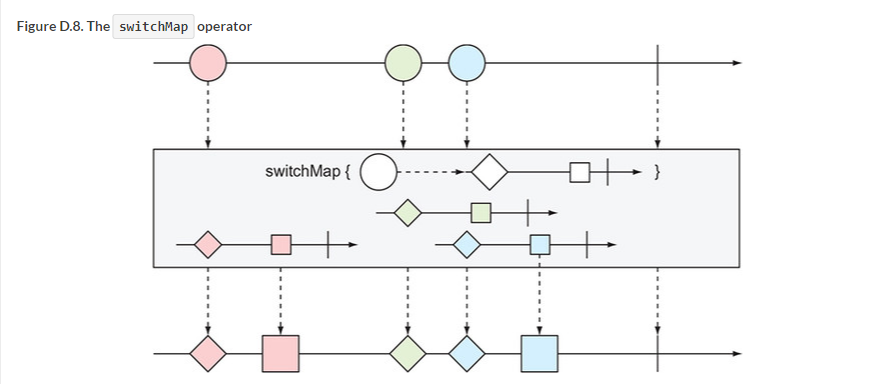 Figure D.8. The switchMap operator
switchMap { }